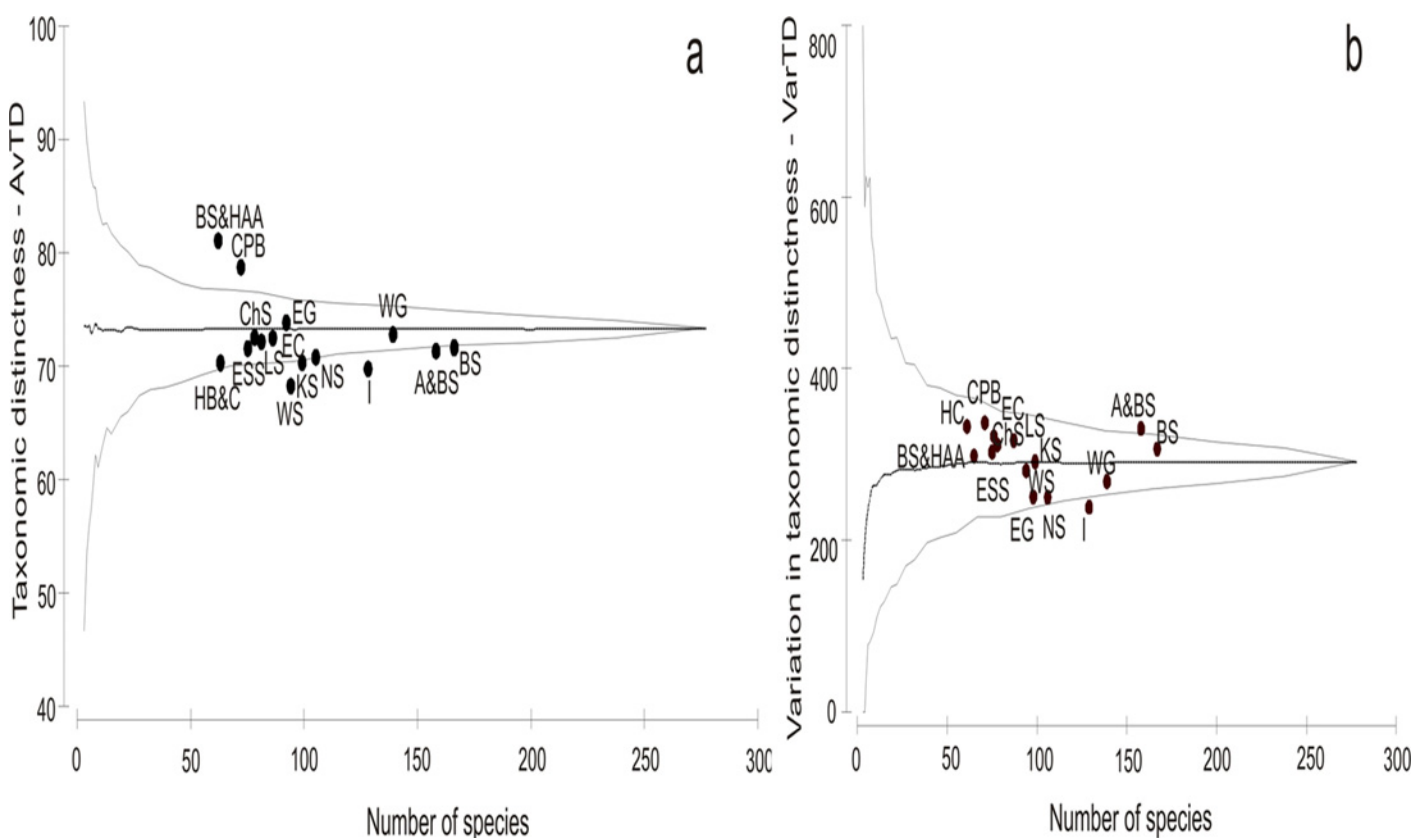 a
Taxonomic distinctness - AvTD
100
90
80
70
60
50
40
BS&HAA
CPB
ChS
EG
WG
EC
LS
ESS
HB&C
KS
NS
WS
I
A&BS
BS
0
50
100
150
200
250
300
Number of species
b
Variation in taxonomic distinctness - VarTD
800
600
400
200
0
CPB
HC
EC
LS
ChS
A&BS
BS
BS&HAA
KS
WG
ESS
WS
EG
NS
I
0
50
100
150
200
250
300
Number of species